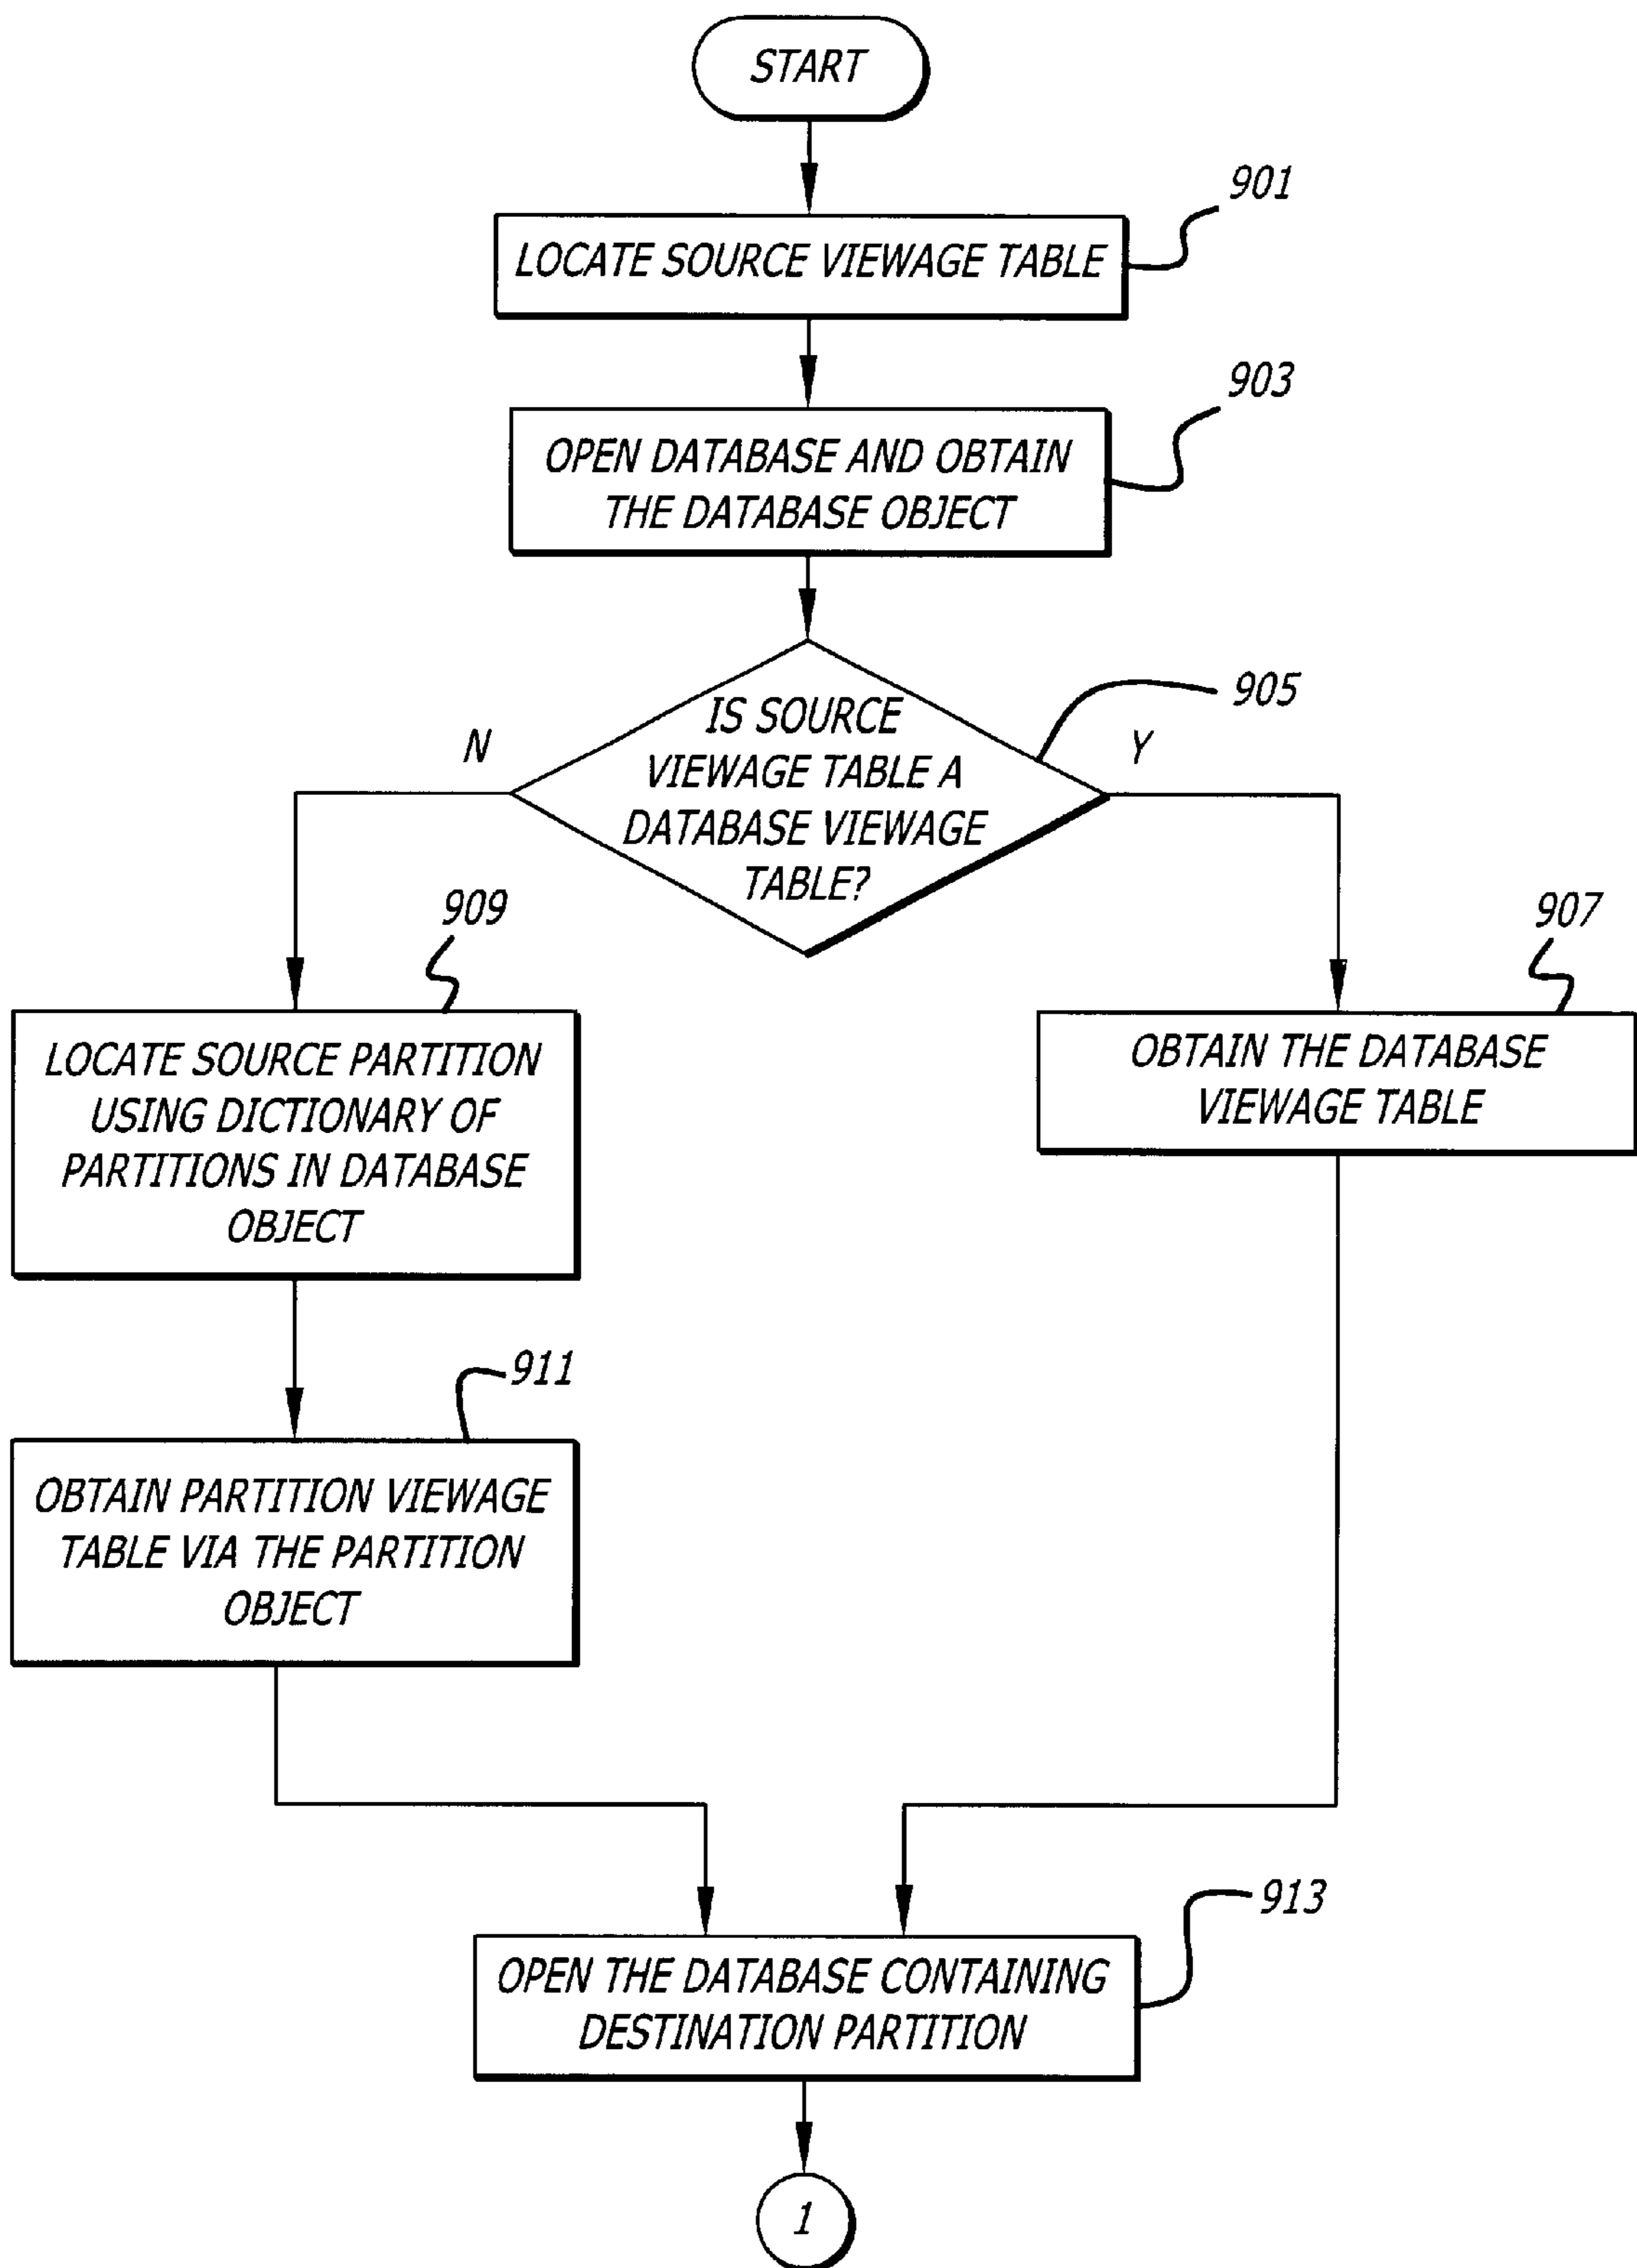 START
901
LOCATE SOURCE VIEWAGE TABLE
903
OPEN DATABASE AND OBTAIN
THE DATABASE OBJECT
905
IS SOURCE
VIEWAGE TABLE A
DATABASE VIEWAGE
TABLE?
N
Y
909
LOCATE SOURCE PARTITION
USING DICTIONARY OF
PARTITIONS IN DATABASE
OBJECT
907
OBTAIN THE DATABASE
VIEWAGE TABLE
911
OBTAIN PARTITION VIEWAGE
TABLE VIA THE PARTITION
OBJECT
913
OPEN THE DATABASE CONTAINING
DESTINATION PARTITION
1